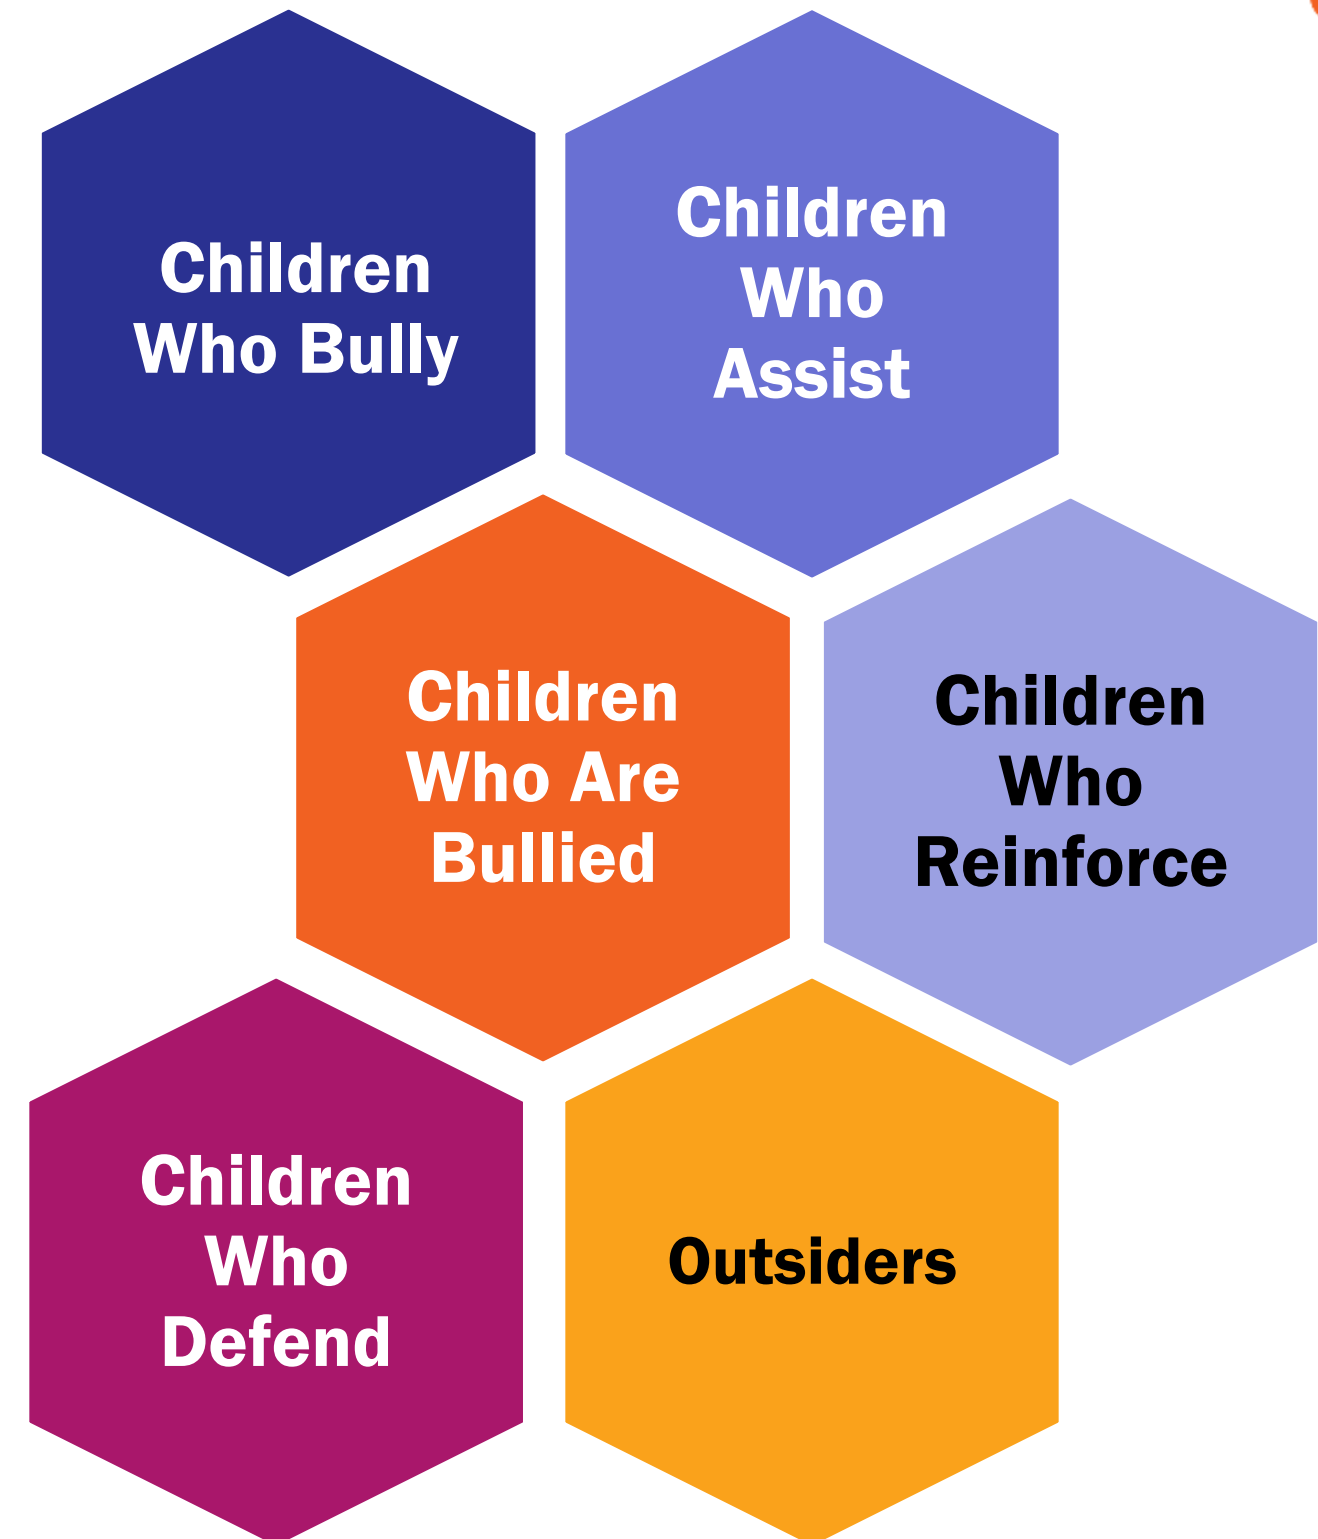 Children
Who Bully
Children
Who
Assist
Children
Who Are
Bullied
Children
Who
Reinforce
Children
Who
Defend
Outsiders